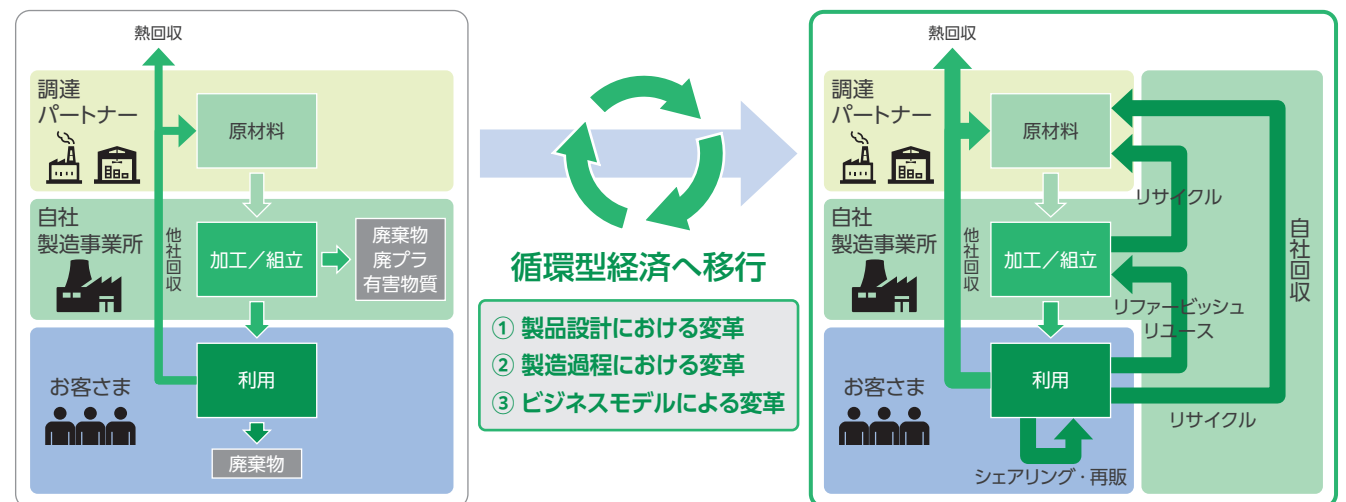 熱回収
調達
パートナー
原材料
自社
製造事業所
他社回収
加工／組立
廃棄物
廃プラ
有害物質
お客さま
利用
廃棄物
循環型経済へ移行
① 製品設計における変革
② 製造過程における変革
③ ビジネスモデルによる変革
熱回収
調達
パートナー
原材料
リサイクル
自社
製造事業所
他社回収
加工／組立
自社回収
リファービッシュ
リユース
お客さま
利用
リサイクル
シェアリング・再販